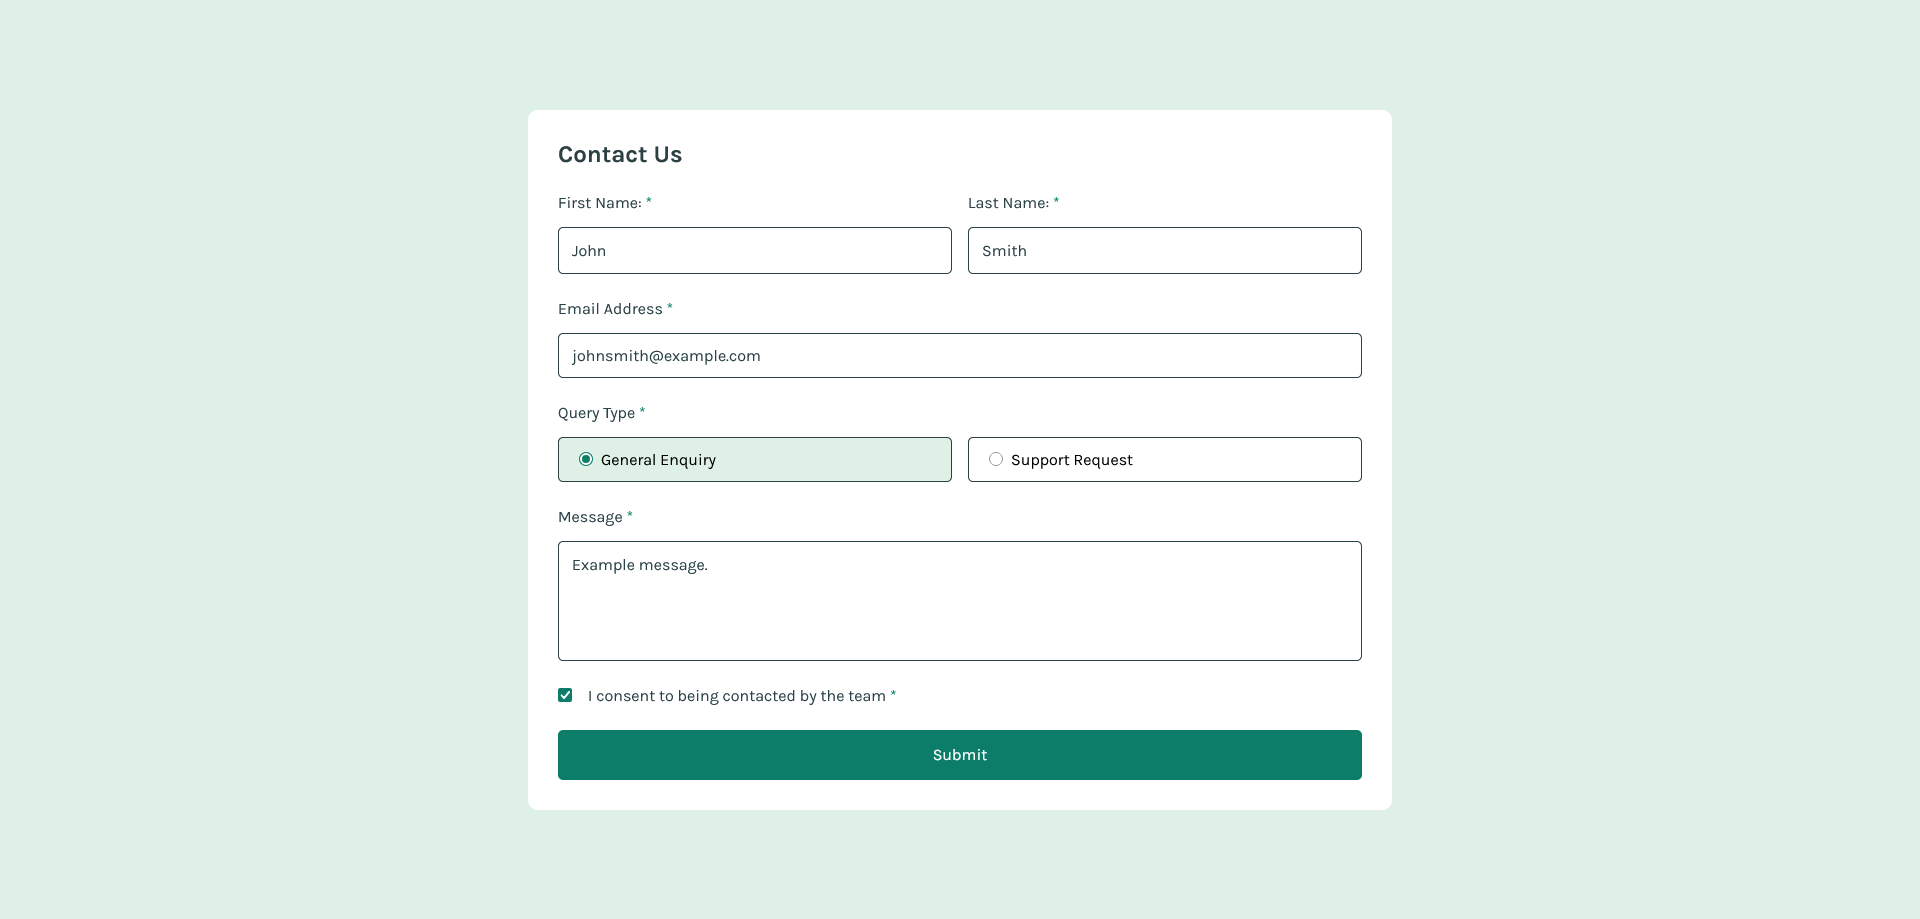 Contact Us
First Name: * Last Name: *
John Smith
Email Address *
johnsmith@example.com
Query Type *
General Enquiry Support Request
Message *
Example message.
I consent to being contacted by the team *
Submit